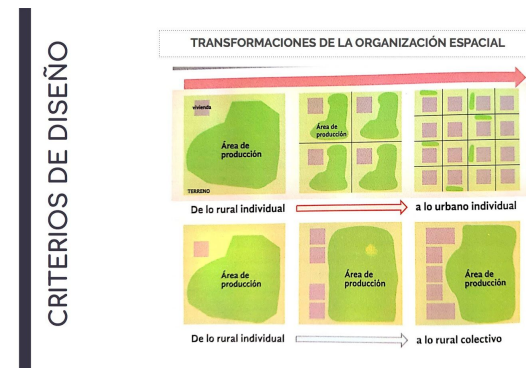 CRITERIOS DE DISEÑO
TRANSFORMACIONES DE LA ORGANIZACIÓN ESPACIAL
vivienda
Área de
producción
TERRENO
Área de
producción
De lo rural individual
a lo urbano individual
Área de
producción
Área de
producción
Área de
producción
De lo rural individual
a lo rural colectivo